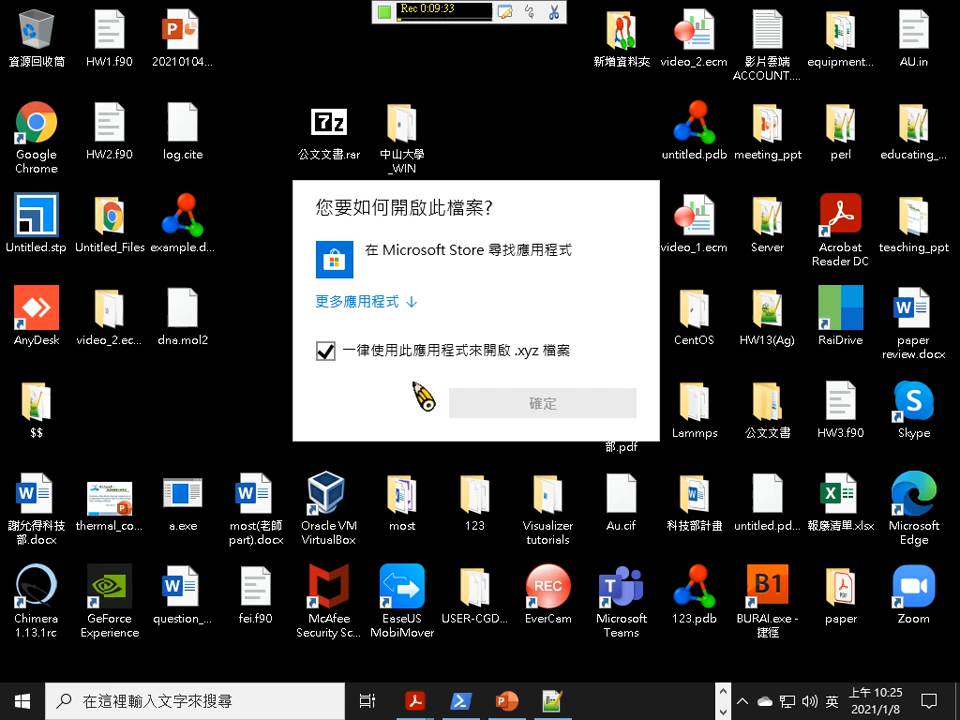 Rec 0:09:33
資源回收筒
HW1.f90
20210104...
新增資料夾
video_2.ecm
影片雲端
ACCOUNT....
equipment...
AU.in
Google
Chrome
HW2.f90
log.cite
公文文書.rar
中山大學
_WIN
untitled.pdb
meeting_ppt
perl
educating_...
Untitled.stp
Untitled_Files
example.d...
video_1.ecm
Server
Acrobat
Reader DC
teaching_ppt
您要如何開啟此檔案?
在 Microsoft Store 尋找應用程式
更多應用程式 ↓
一律使用此應用程式來開啟 .xyz 檔案
確定
AnyDesk
video_2.ec...
dna.mol2
CentOS
HW13(Ag)
RaiDrive
paper
review.docx
$$
部.pdf
Lammps
公文文書
HW3.f90
Skype
謝允得科技
部.docx
thermal_co...
a.exe
most(老師
part).docx
Oracle VM
VirtualBox
most
123
Visualizer
tutorials
Au.cif
科技部計畫
untitled.pd...
報廢清單.xlsx
Microsoft
Edge
Chimera
1.13.1rc
GeForce
Experience
question_...
fei.f90
McAfee
Security Sc...
EaseUS
MobiMover
USER-CGD...
REC
EverCam
Microsoft
Teams
123.pdb
B1
BURAI.exe -
捷徑
paper
Zoom
在這裡輸入文字來搜尋
英
上午 10:25
2021/1/8